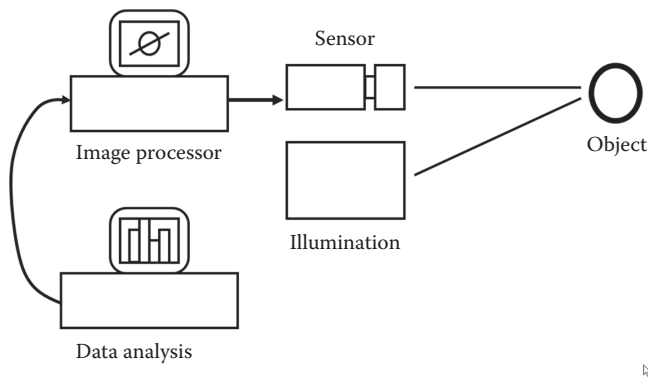 Sensor
Object
Image processor
Illumination
Data analysis